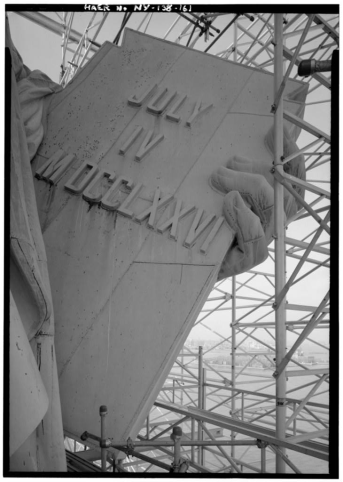 HAER No NY-138-161
JULY
IV
MDCCLXXVI